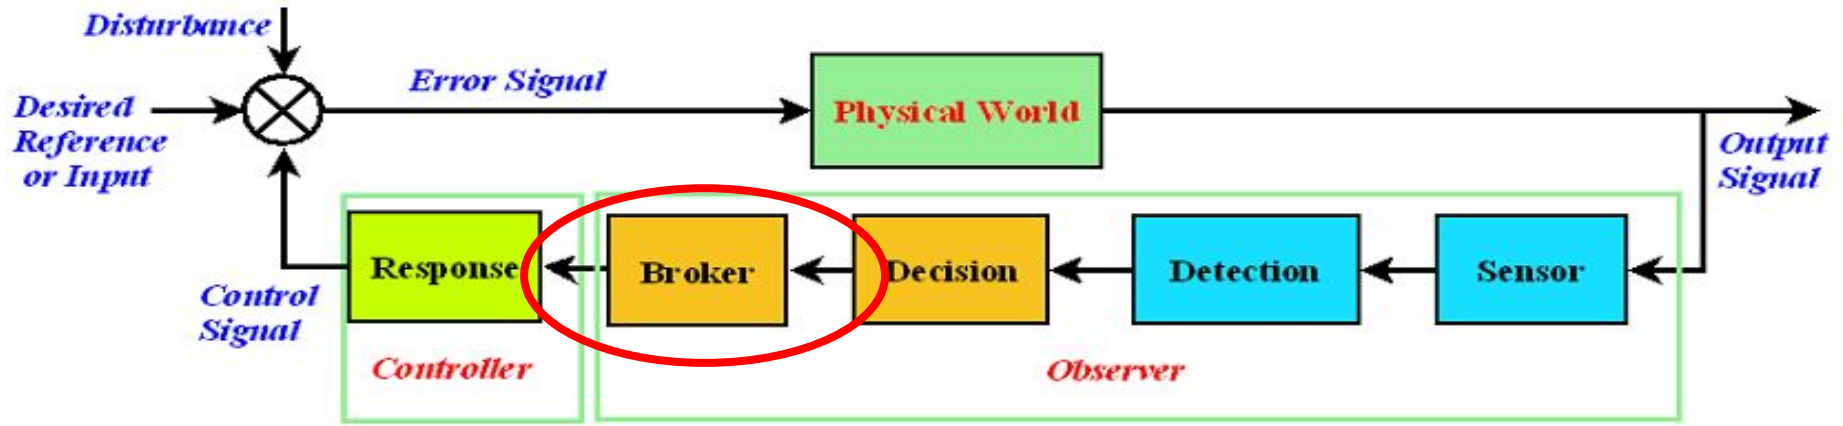 Disturbance
Error Signal
Desired
Reference
or Input
Physical World
Output
Signal
Response
Broker
Decision
Detection
Sensor
Control
Signal
Controller
Observer